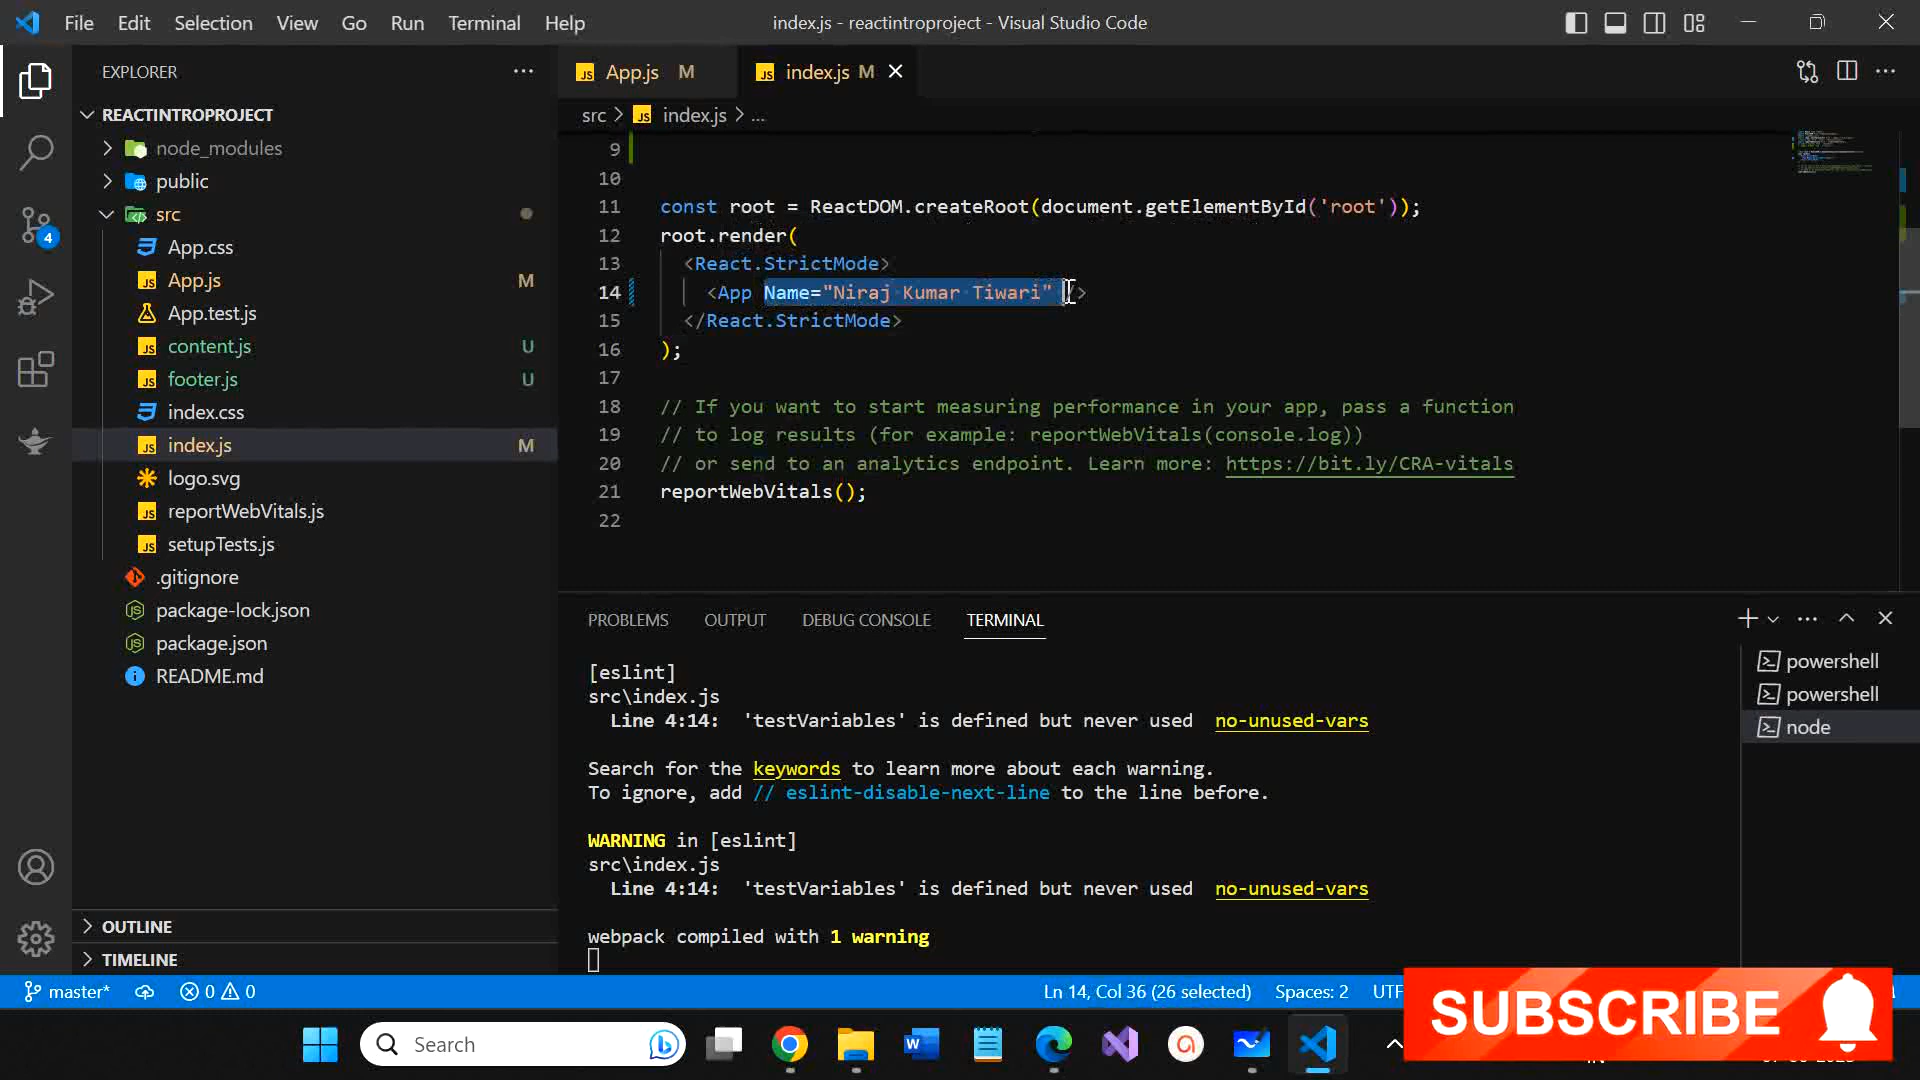 File Edit Selection View Go Run Terminal Help
index.js - reactintroproject - Visual Studio Code
EXPLORER
REACTINTROPROJECT
node_modules
public
src
App.css
App.js M
App.test.js
content.js U
footer.js U
index.css
index.js M
logo.svg
reportWebVitals.js
setupTests.js
.gitignore
package-lock.json
package.json
README.md
OUTLINE
TIMELINE
4
App.js M
index.js M
src > index.js > ...
9
10
11 const root = ReactDOM.createRoot(document.getElementById('root'));
12 root.render(
13 <React.StrictMode>
14 <App Name="Niraj Kumar Tiwari" />
15 </React.StrictMode>
16 );
17
18 // If you want to start measuring performance in your app, pass a function
19 // to log results (for example: reportWebVitals(console.log))
20 // or send to an analytics endpoint. Learn more: https://bit.ly/CRA-vitals
21 reportWebVitals();
22
PROBLEMS OUTPUT DEBUG CONSOLE TERMINAL
[eslint]
src\index.js
Line 4:14: 'testVariables' is defined but never used no-unused-vars
Search for the keywords to learn more about each warning.
To ignore, add // eslint-disable-next-line to the line before.
WARNING in [eslint]
src\index.js
Line 4:14: 'testVariables' is defined but never used no-unused-vars
webpack compiled with 1 warning
powershell
powershell
node
master* 0 0
Ln 14, Col 36 (26 selected) Spaces: 2
SUBSCRIBE
Search